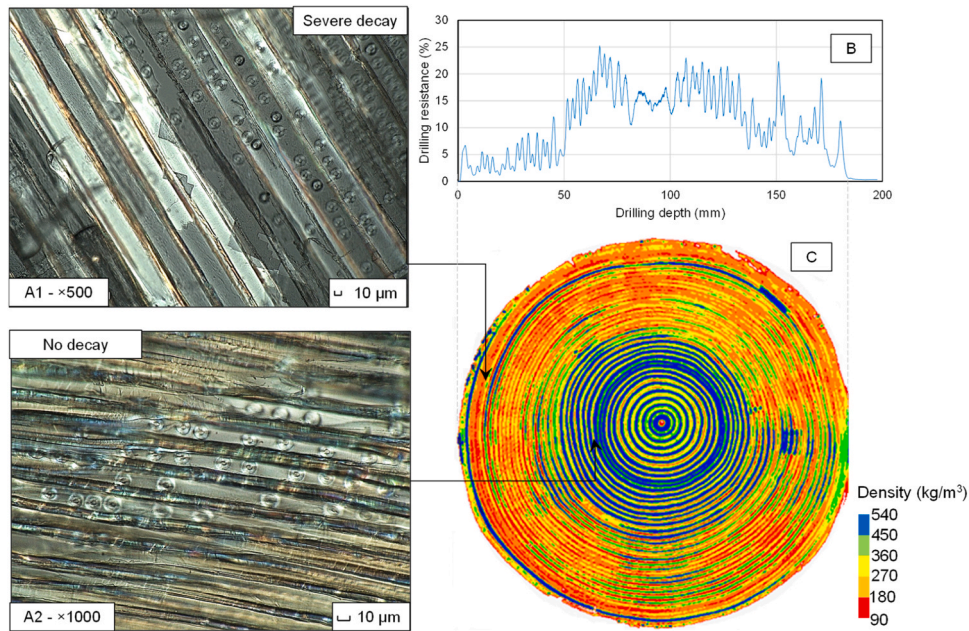 Severe decay
A1 - ×500
10 µm
No decay
A2 - ×1000
10 µm
B
Drilling resistance (%)
30
25
20
15
10
5
0
0 50 100 150 200
Drilling depth (mm)
C
Density (kg/m³)
540
450
360
270
180
90